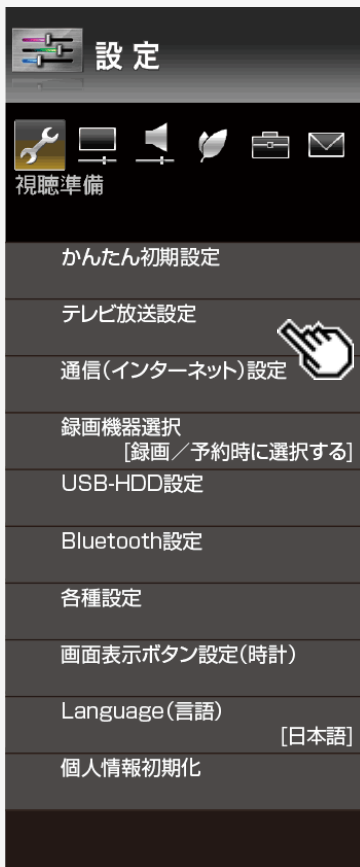 設定
視聴準備
かんたん初期設定
テレビ放送設定
通信(インターネット)設定
録画機器選択
[録画／予約時に選択する]
USB-HDD設定
Bluetooth設定
各種設定
画面表示ボタン設定(時計)
Language(言語)
[日本語]
個人情報初期化